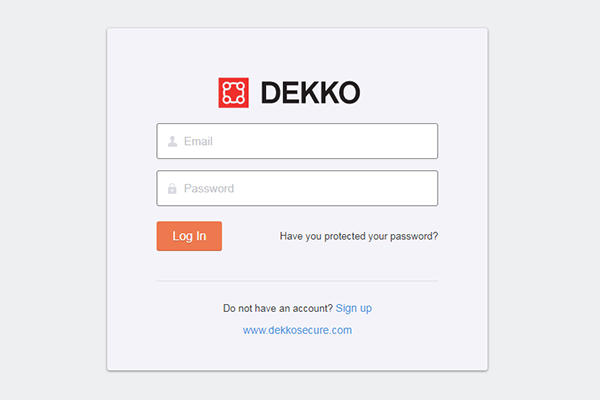 DEKKO
Email
Password
Log In
Have you protected your password?
Do not have an account? Sign up
www.dekkosecure.com